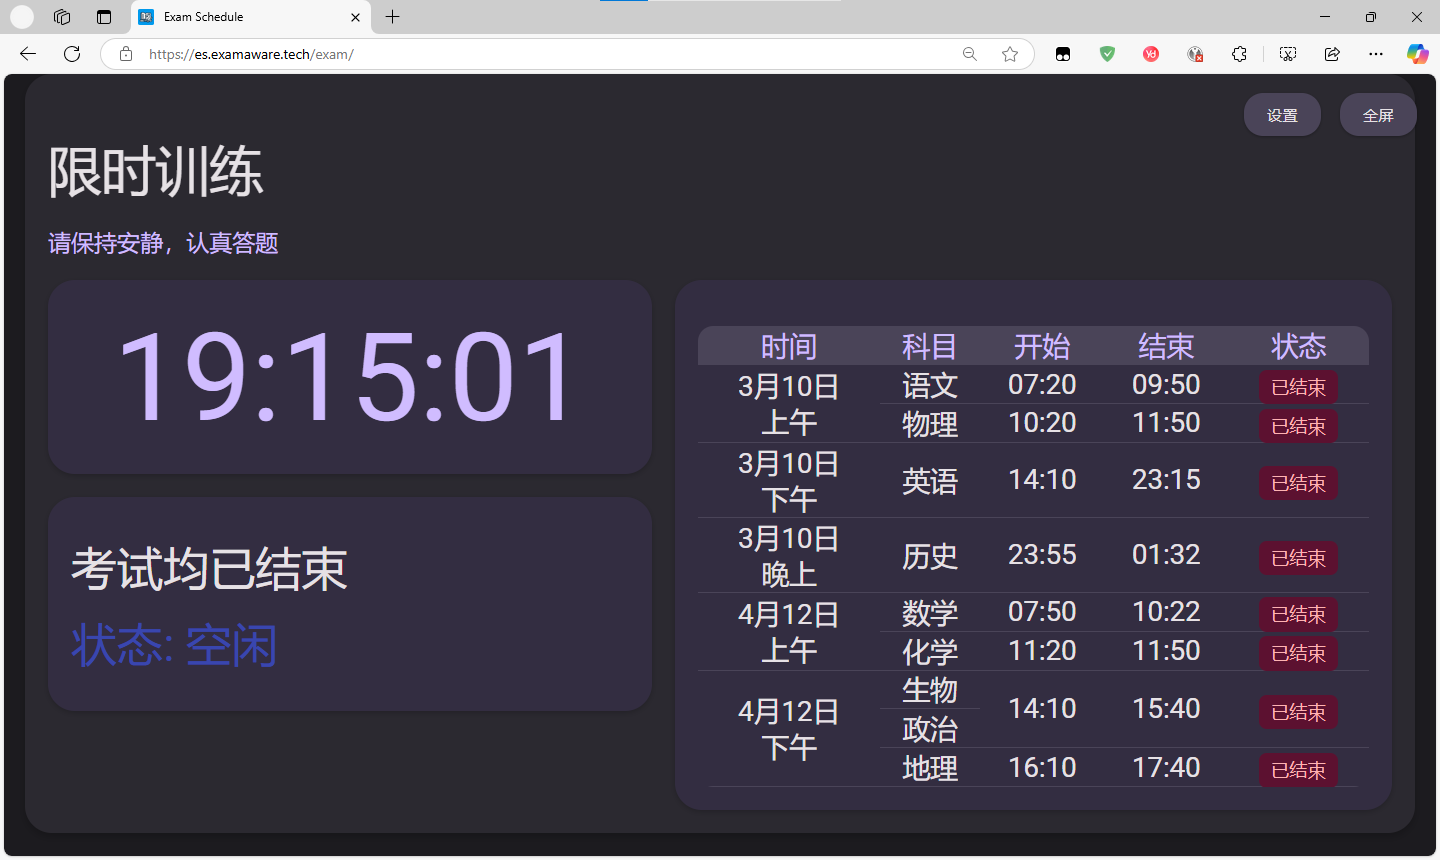 Exam Schedule
https://es.examaware.tech/exam/
设置
全屏
限时训练
请保持安静，认真答题
19:15:01
考试均已结束
状态: 空闲
时间 科目 开始 结束 状态
3月10日
上午
语文 07:20 09:50 已结束
物理 10:20 11:50 已结束
3月10日
下午
英语 14:10 23:15 已结束
3月10日
晚上
历史 23:55 01:32 已结束
4月12日
上午
数学 07:50 10:22 已结束
化学 11:20 11:50 已结束
4月12日
下午
生物
政治
14:10 15:40 已结束
地理 16:10 17:40 已结束